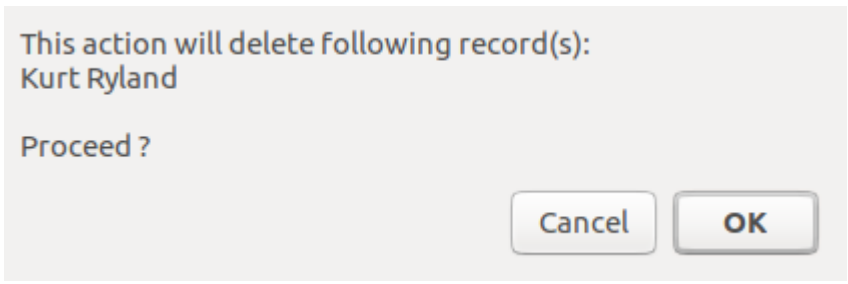 This action will delete following record(s):
Kurt Ryland
Proceed ?
Cancel OK